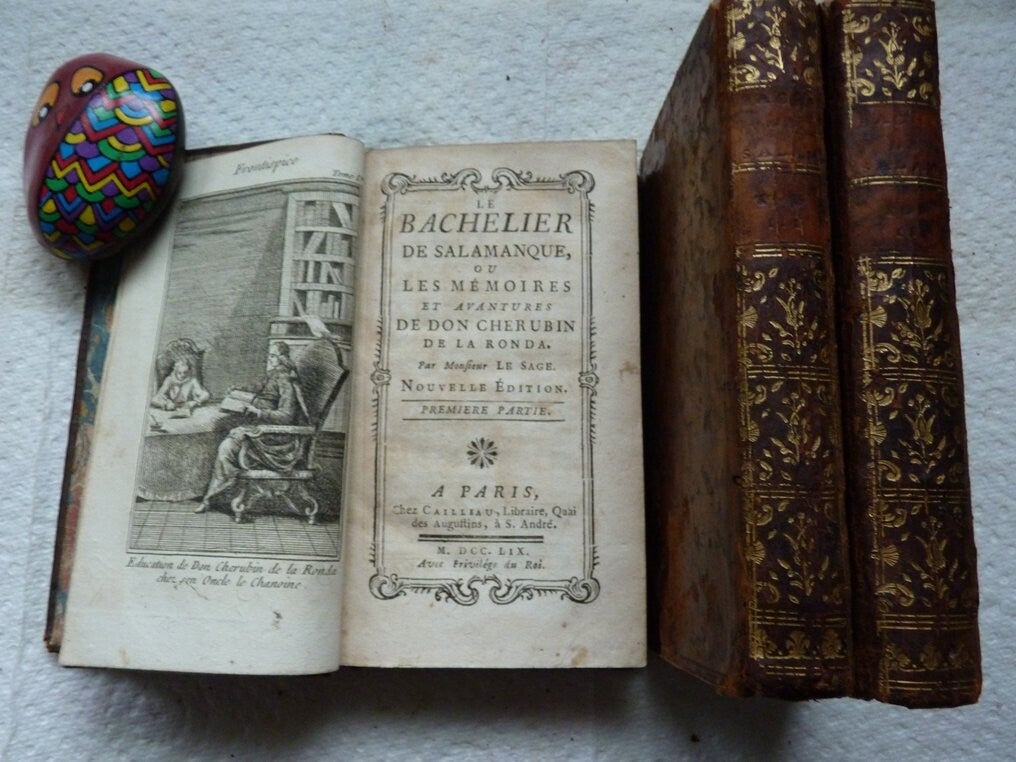 Frontispice
LE
BACHELIER
DE SALAMANQUE,
OU
LES MÉMOIRES
ET AVANTURES
DE DON CHERUBIN
DE LA RONDA.
Par Monsieur LE SAGE.
NOUVELLE ÉDITION.
PREMIERE PARTIE.
A PARIS,
Chez CAILLEAU, Libraire, Quai
des Augustins, à S. André.
M. DCC. LIX.
Avec Privilége du Roi.
Education de Don Cherubin de la Ronda
chez son Oncle le Chanoine